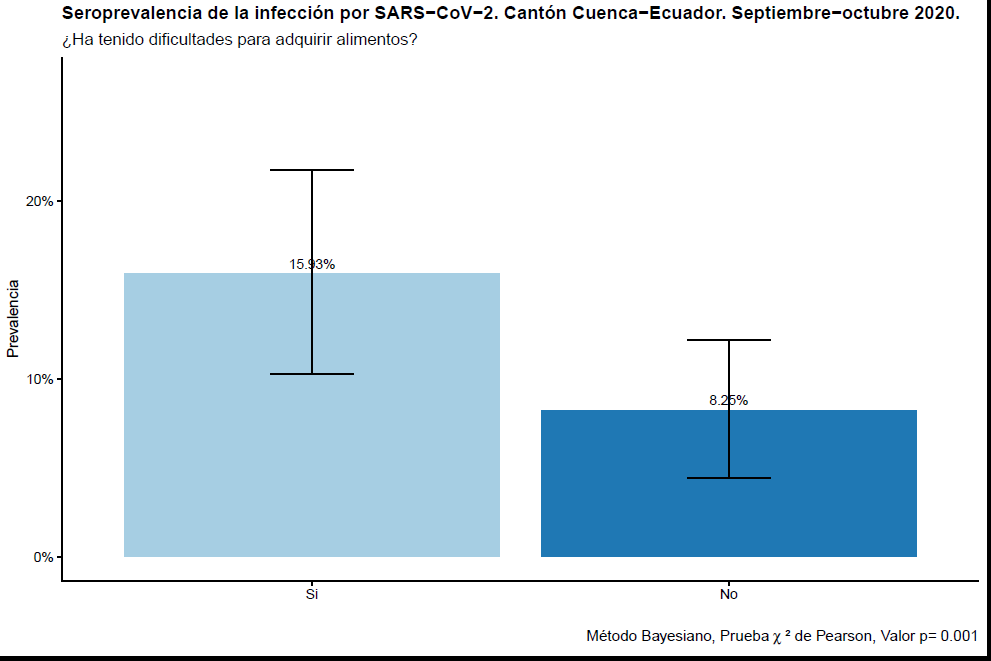 Seroprevalencia de la infección por SARS−CoV−2. Cantón Cuenca−Ecuador. Septiembre−octubre 2020.
¿Ha tenido dificultades para adquirir alimentos?
20%
15.93%
Prevalencia
10%
8.25%
0%
Si
No
Método Bayesiano, Prueba χ ² de Pearson, Valor p= 0.001